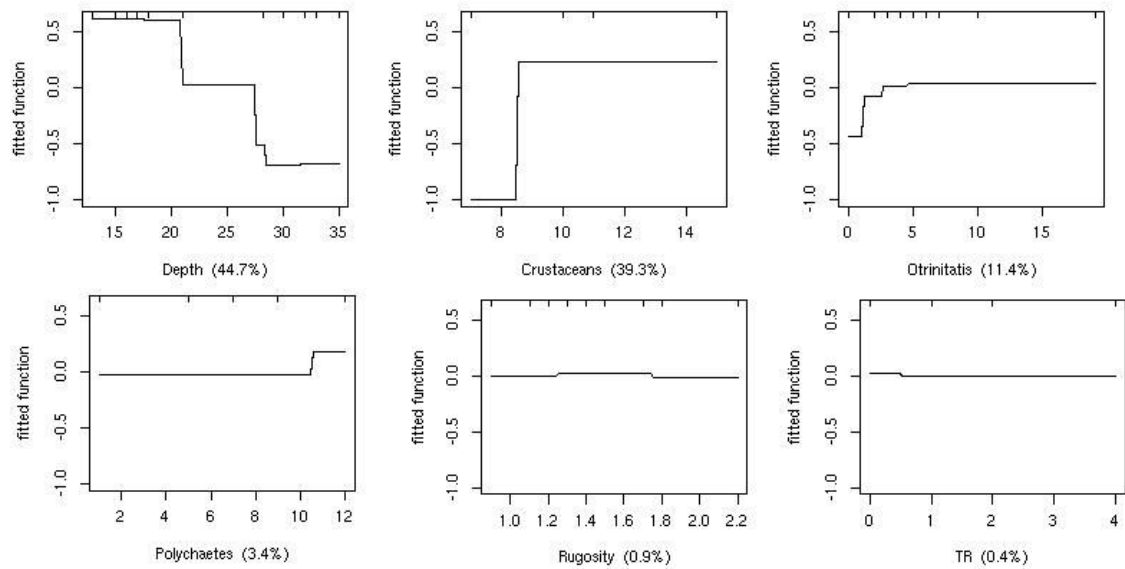 0.5
0.0
-0.5
-1.0
fitted function
15 20 25 30 35
Depth (44.7%)
0.5
0.0
-0.5
-1.0
fitted function
8 10 12 14
Crustaceans (39.3%)
0.5
0.0
-0.5
-1.0
fitted function
0 5 10 15
Otrinitatis (11.4%)
0.5
0.0
-0.5
-1.0
fitted function
2 4 6 8 10 12
Polychaetes (3.4%)
0.5
0.0
-0.5
-1.0
fitted function
1.0 1.2 1.4 1.6 1.8 2.0 2.2
Rugosity (0.9%)
0.5
0.0
-0.5
-1.0
fitted function
0 1 2 3 4
TR (0.4%)